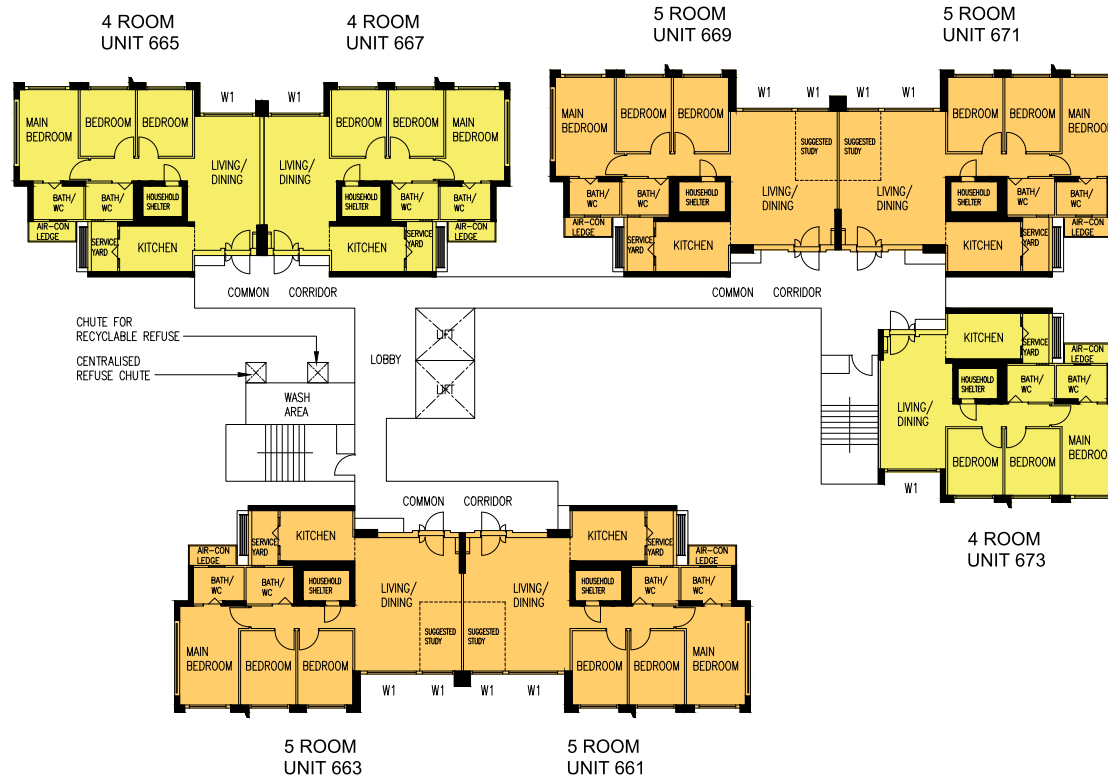 4 ROOM
UNIT 665
4 ROOM
UNIT 667
5 ROOM
UNIT 669
5 ROOM
UNIT 671
W1
W1
MAIN
BEDROOM
BEDROOM
BEDROOM
LIVING/
DINING
BATH/
WC
BATH/
WC
HOUSEHOLD
SHELTER
AIR-CON
LEDGE
SERVICE
YARD
KITCHEN
BEDROOM
BEDROOM
MAIN
BEDROOM
LIVING/
DINING
HOUSEHOLD
SHELTER
BATH/
WC
BATH/
WC
KITCHEN
SERVICE
YARD
AIR-CON
LEDGE
W1
W1
W1
W1
MAIN
BEDROOM
BEDROOM
BEDROOM
SUGGESTED
STUDY
LIVING/
DINING
BATH/
WC
BATH/
WC
HOUSEHOLD
SHELTER
AIR-CON
LEDGE
SERVICE
YARD
KITCHEN
SUGGESTED
STUDY
BEDROOM
BEDROOM
MAIN
BEDROOM
LIVING/
DINING
HOUSEHOLD
SHELTER
BATH/
WC
BATH/
WC
KITCHEN
SERVICE
YARD
AIR-CON
LEDGE
COMMON CORRIDOR
COMMON CORRIDOR
CHUTE FOR
RECYCLABLE REFUSE
CENTRALISED
REFUSE CHUTE
WASH
AREA
LOBBY
LIFT
LIFT
KITCHEN
SERVICE
YARD
AIR-CON
LEDGE
HOUSEHOLD
SHELTER
BATH/
WC
BATH/
WC
LIVING/
DINING
BEDROOM
BEDROOM
MAIN
BEDROOM
W1
4 ROOM
UNIT 673
COMMON CORRIDOR
AIR-CON
LEDGE
SERVICE
YARD
KITCHEN
BATH/
WC
BATH/
WC
HOUSEHOLD
SHELTER
LIVING/
DINING
MAIN
BEDROOM
BEDROOM
BEDROOM
SUGGESTED
STUDY
KITCHEN
SERVICE
YARD
AIR-CON
LEDGE
LIVING/
DINING
HOUSEHOLD
SHELTER
BATH/
WC
BATH/
WC
SUGGESTED
STUDY
BEDROOM
BEDROOM
MAIN
BEDROOM
W1
W1
W1
W1
5 ROOM
UNIT 663
5 ROOM
UNIT 661